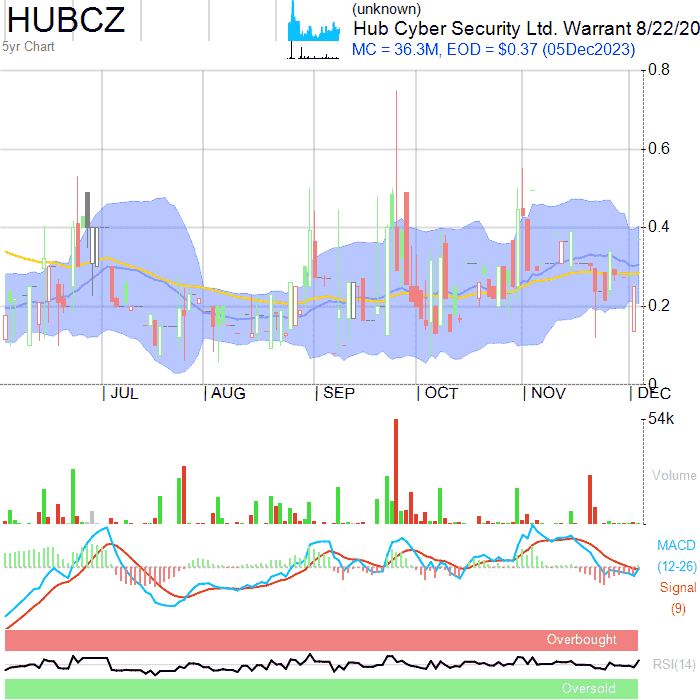 HUBCZ
5yr Chart
(unknown)
Hub Cyber Security Ltd. Warrant 8/22/20
MC = 36.3M, EOD = $0.37 (05Dec2023)
0.8
0.6
0.4
0.2
0
JUL AUG SEP OCT NOV DEC
54k
Volume
MACD
(12-26)
Signal
(9)
Overbought
RSI(14)
Oversold